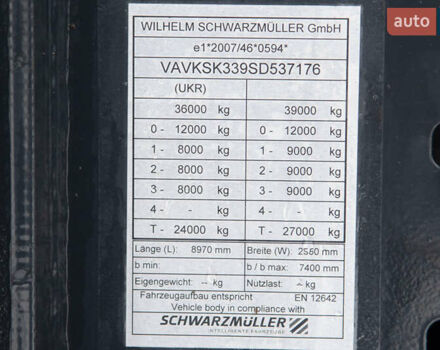 auto
WILHELM SCHWARZMÜLLER GmbH
e1*2007/46*0594*
VAVKSK339SD537176
(UKR)
36000 kg 39000 kg
0 - 12000 kg 0 - 12000 kg
1 - 8000 kg 1 - 9000 kg
2 - 8000 kg 2 - 9000 kg
3 - 8000 kg 3 - 9000 kg
4 - - kg 4 - - kg
T - 24000 kg T - 27000 kg
Länge (L): 8970 mm Breite (W): 2550 mm
b min: b / b max: 7400 mm
Eigengewicht: -- kg Nutzlast: -- kg
Fahrzeugaufbau entspricht EN 12642
Vehicle body in compliance with
SCHWARZMÜLLER
INTELLIGENTE FAHRZEUGE